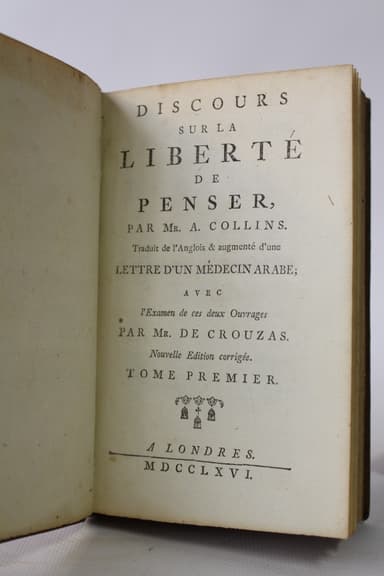 DISCOURS
SUR LA
LIBERTÉ
DE
PENSER,
PAR MR. A. COLLINS.
Traduit de l'Anglois & augmenté d'une
LETTRE D'UN MÉDECIN ARABE;
AVEC
l'Examen de ces deux Ouvrages
PAR MR. DE CROUZAS.
Nouvelle Edition corrigée.
TOME PREMIER.
A LONDRES.
MDCCLXVI.